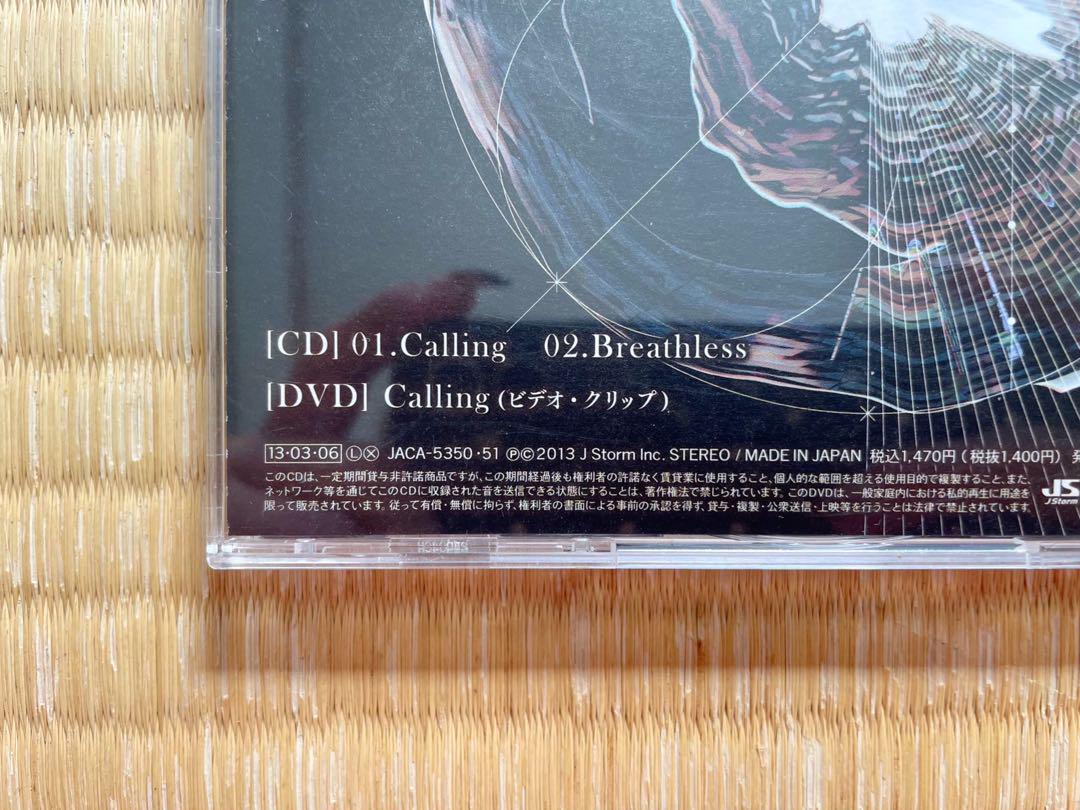 [CD] 01.Calling 02.Breathless
[DVD] Calling(ビデオ・クリップ)
13・03・06 ⓁⓍ JACA-5350・51 ℗©2013 J Storm Inc. STEREO / MADE IN JAPAN 税込1,470円(税抜1,400円)
このCDは、一定期間貸与非許諾商品ですが、この期間経過後も権利者の許諾なく賃貸業に使用すること、個人的な範囲を超える使用目的で複製すること、また、
ネットワーク等を通じてこのCDに収録された音を送信できる状態にすることは、著作権法で禁じられています。このDVDは、一般家庭内における私的再生に用途を
限って販売されています。従って有償・無償に拘らず、権利者の書面による事前の承認を得ず、貸与・複製・公衆送信・上映等を行うことは法律で禁止されています。
JS
J Storm